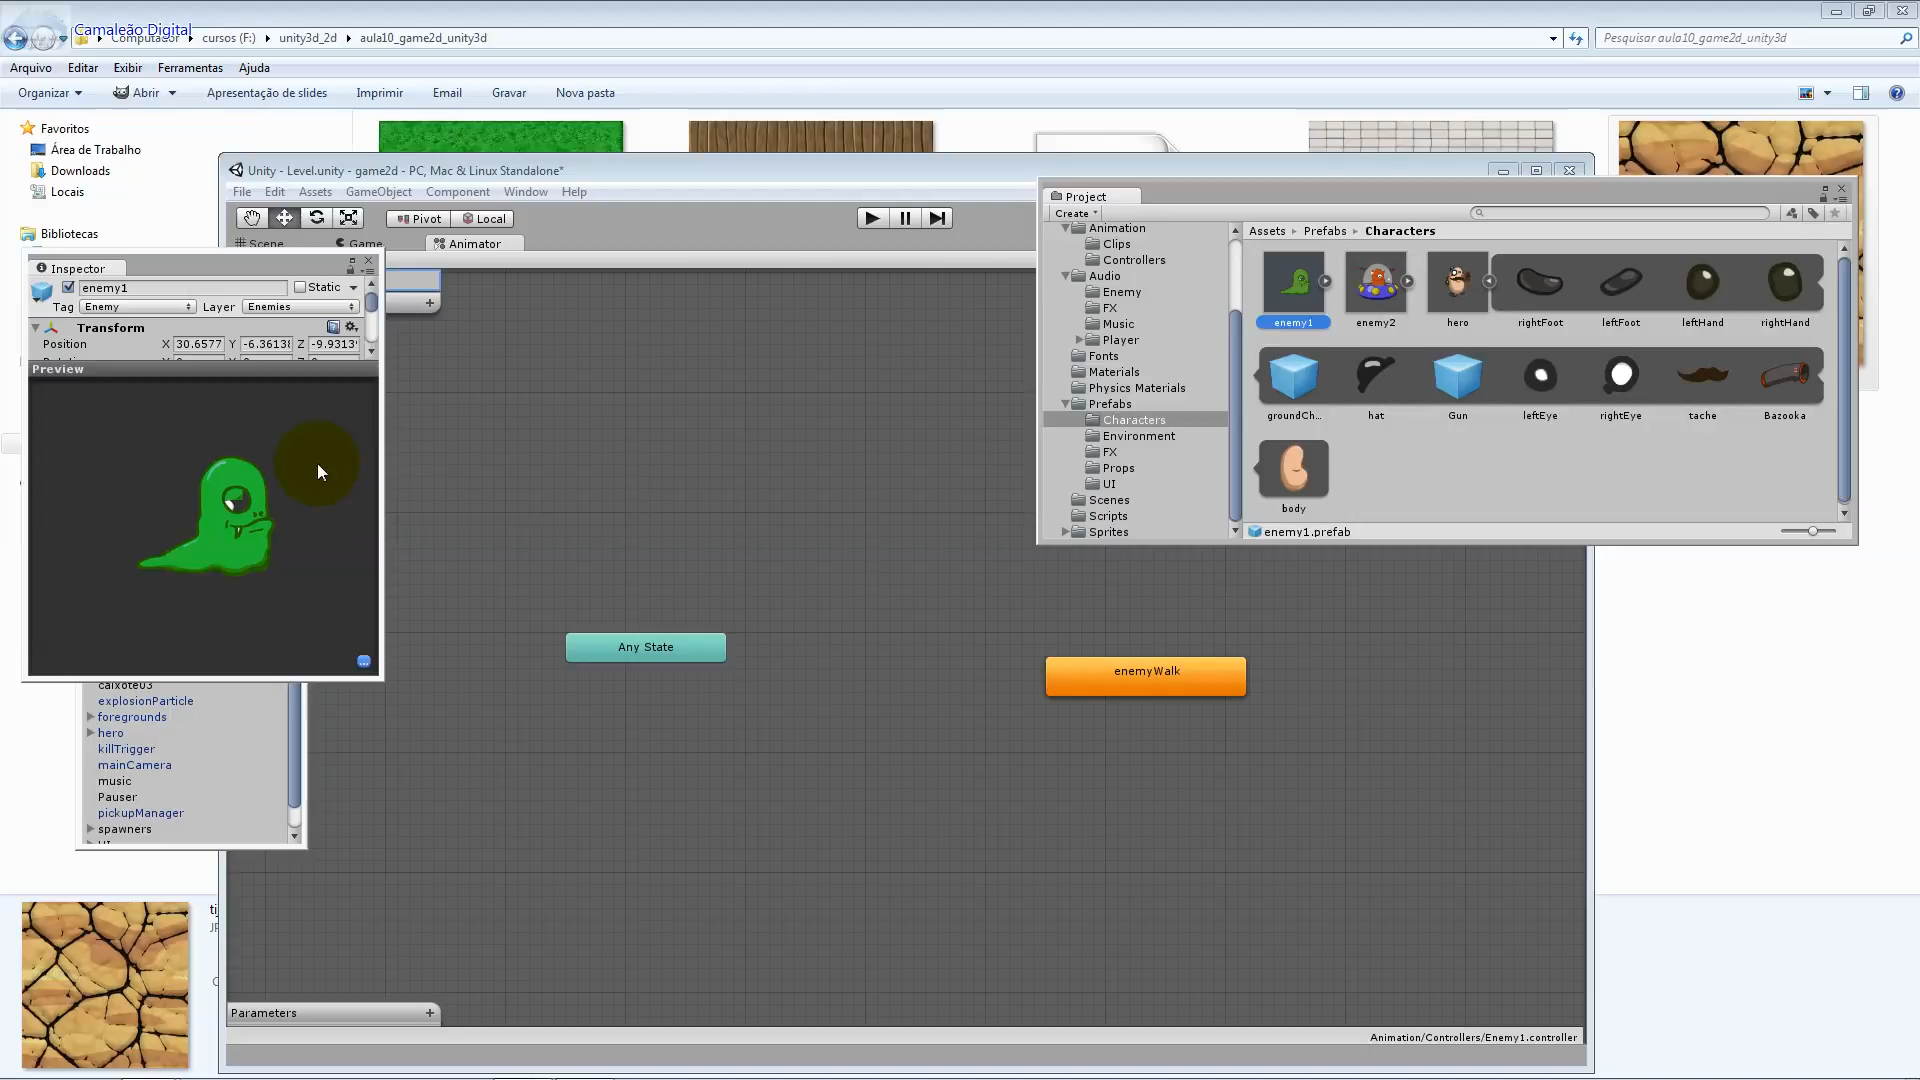 Camaleão Digital
Computador cursos (F:) unity3d_2d aula10_game2d_unity3d
Pesquisar aula10_game2d_unity3d
Arquivo Editar Exibir Ferramentas Ajuda
Organizar Abrir Apresentação de slides Imprimir Email Gravar Nova pasta
Favoritos
Área de Trabalho
Downloads
Locais
Bibliotecas
Unity - Level.unity - game2d - PC, Mac & Linux Standalone*
File Edit Assets GameObject Component Window Help
Pivot Local
Scene Game Animator
Inspector
enemy1 Static
Tag Enemy Layer Enemies
Transform
Position X 30.6577 Y -6.3613 Z -9.9313
Preview
explosionParticle
foregrounds
hero
killTrigger
mainCamera
music
Pauser
pickupManager
spawners
Any State
enemyWalk
Parameters
Animation/Controllers/Enemy1.controller
Project
Create
Animation
Clips
Controllers
Audio
Enemy
FX
Music
Player
Fonts
Materials
Physics Materials
Prefabs
Characters
Environment
FX
Props
UI
Scenes
Scripts
Sprites
Assets Prefabs Characters
enemy1 enemy2 hero rightFoot leftFoot leftHand rightHand
groundCh... hat Gun leftEye rightEye tache Bazooka
body
enemy1.prefab